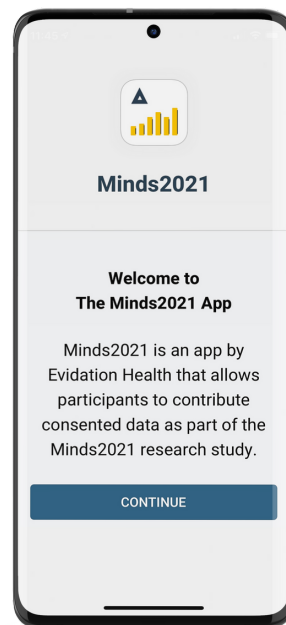 Minds2021
Welcome to
The Minds2021 App
Minds2021 is an app by
Evidation Health that allows
participants to contribute
consented data as part of the
Minds2021 research study.
CONTINUE